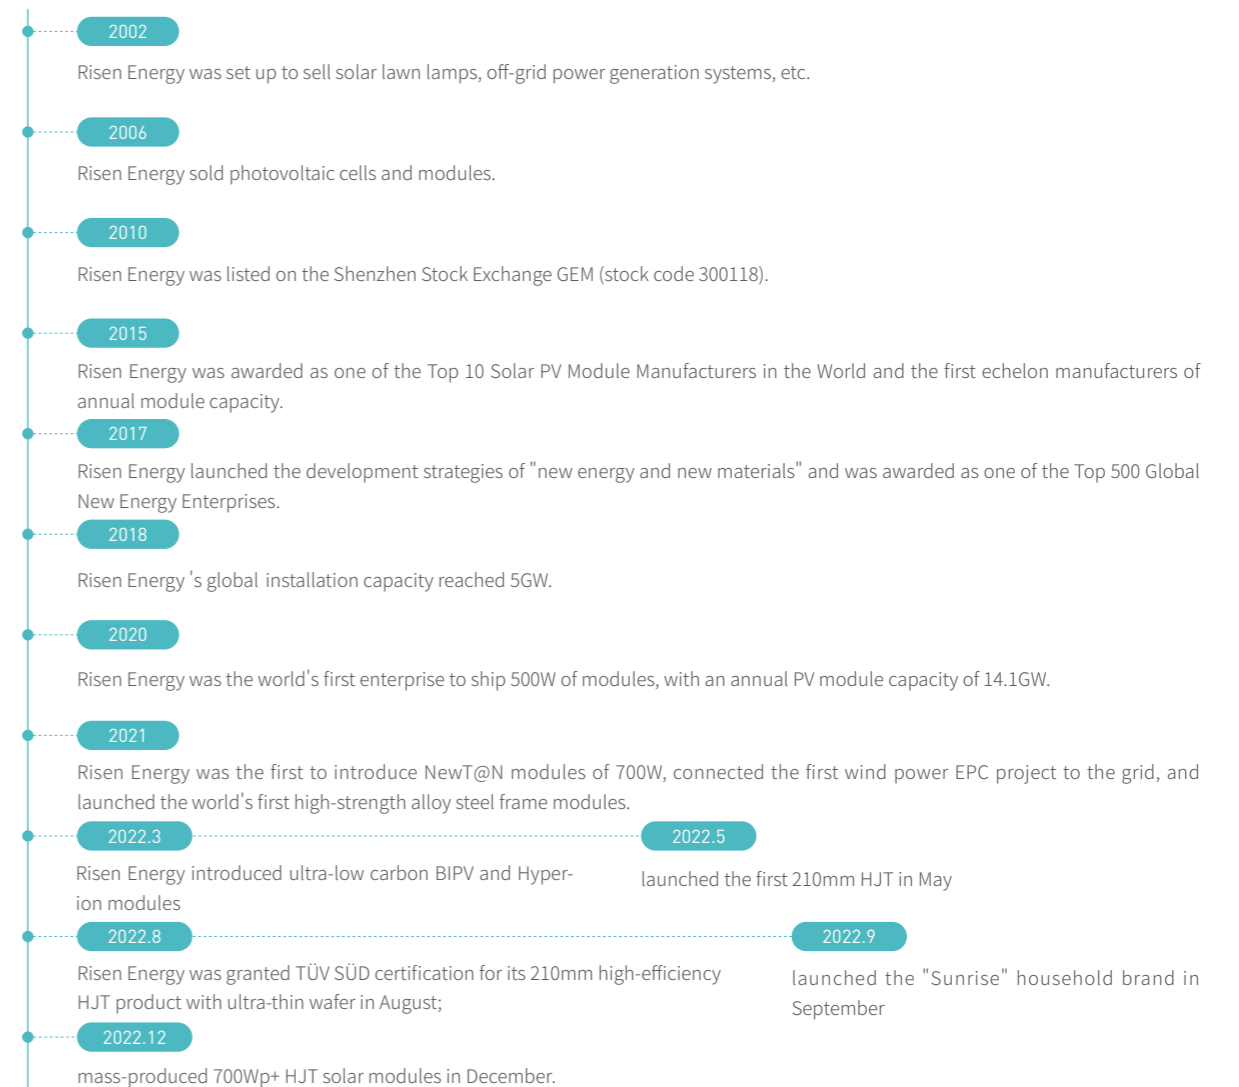 2002
Risen Energy was set up to sell solar lawn lamps, off-grid power generation systems, etc.
2006
Risen Energy sold photovoltaic cells and modules.
2010
Risen Energy was listed on the Shenzhen Stock Exchange GEM (stock code 300118).
2015
Risen Energy was awarded as one of the Top 10 Solar PV Module Manufacturers in the World and the first echelon manufacturers of
annual module capacity.
2017
Risen Energy launched the development strategies of "new energy and new materials" and was awarded as one of the Top 500 Global
New Energy Enterprises.
2018
Risen Energy 's global installation capacity reached 5GW.
2020
Risen Energy was the world's first enterprise to ship 500W of modules, with an annual PV module capacity of 14.1GW.
2021
Risen Energy was the first to introduce NewT@N modules of 700W, connected the first wind power EPC project to the grid, and
launched the world's first high-strength alloy steel frame modules.
2022.3
Risen Energy introduced ultra-low carbon BIPV and Hyper-
ion modules
2022.5
launched the first 210mm HJT in May
2022.8
Risen Energy was granted TÜV SÜD certification for its 210mm high-efficiency
HJT product with ultra-thin wafer in August;
2022.9
launched the "Sunrise" household brand in
September
2022.12
mass-produced 700Wp+ HJT solar modules in December.